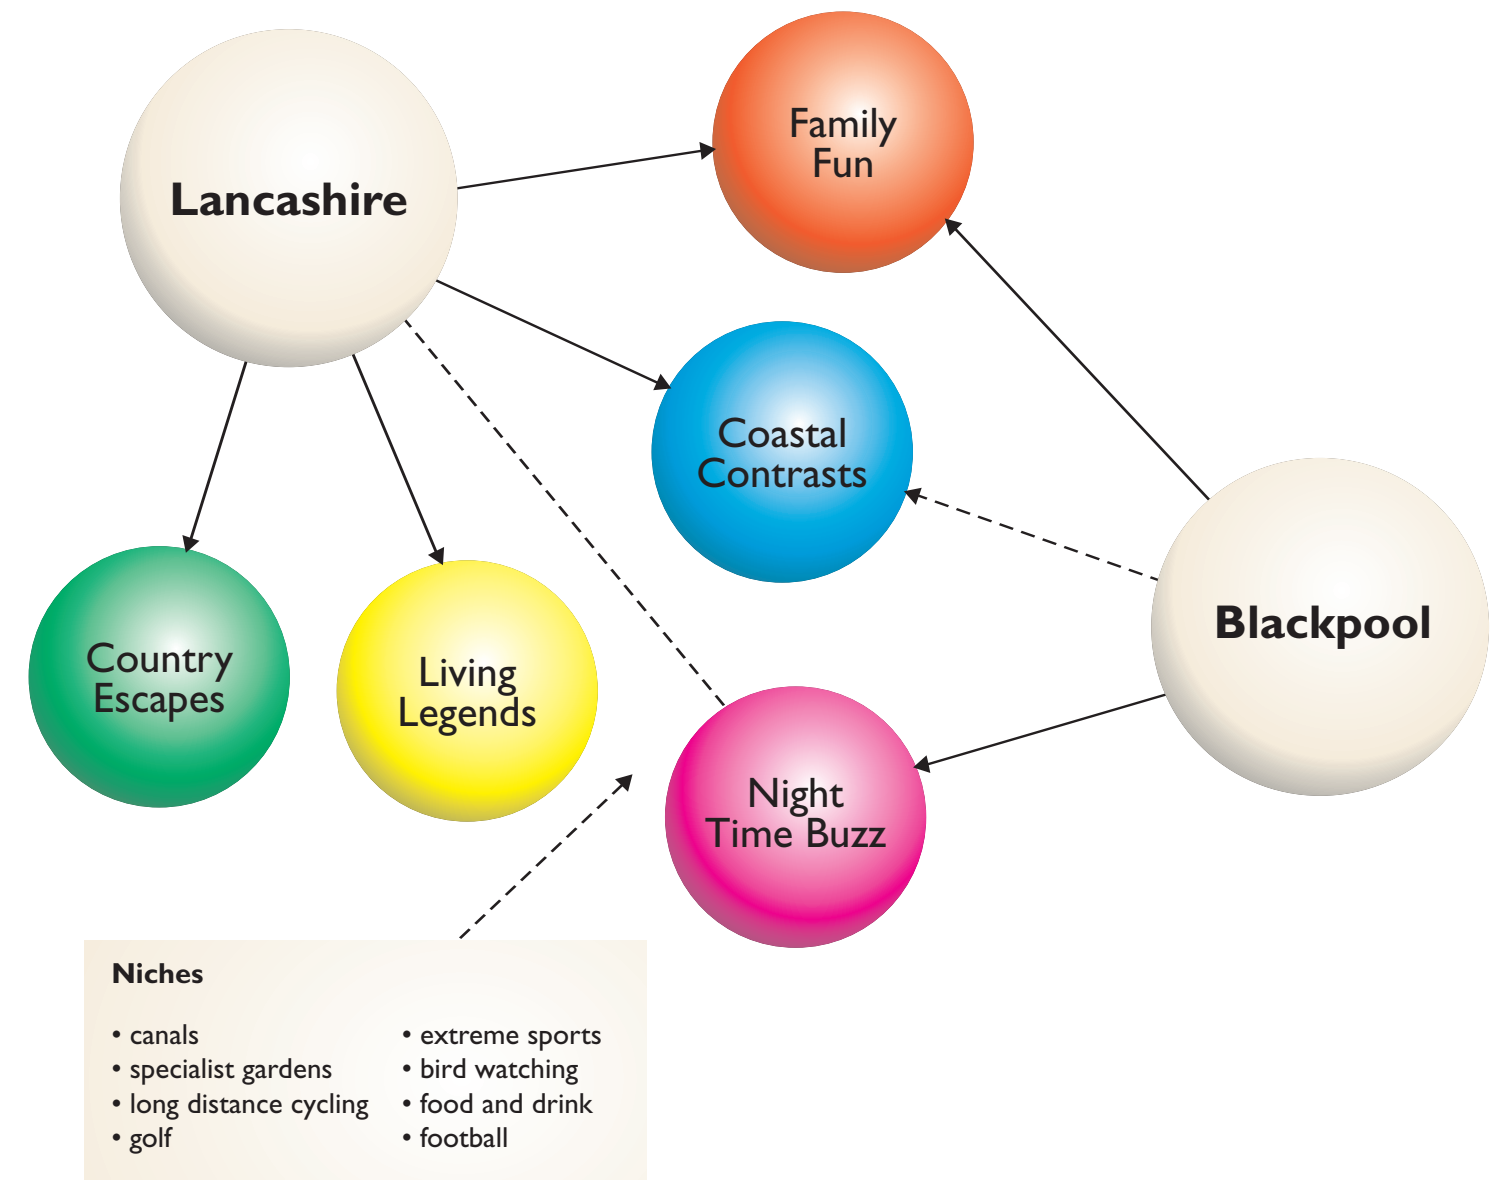 Lancashire
Family
Fun
Coastal
Contrasts
Blackpool
Country
Escapes
Living
Legends
Night
Time Buzz
Niches
• canals
• specialist gardens
• long distance cycling
• golf
• extreme sports
• bird watching
• food and drink
• football